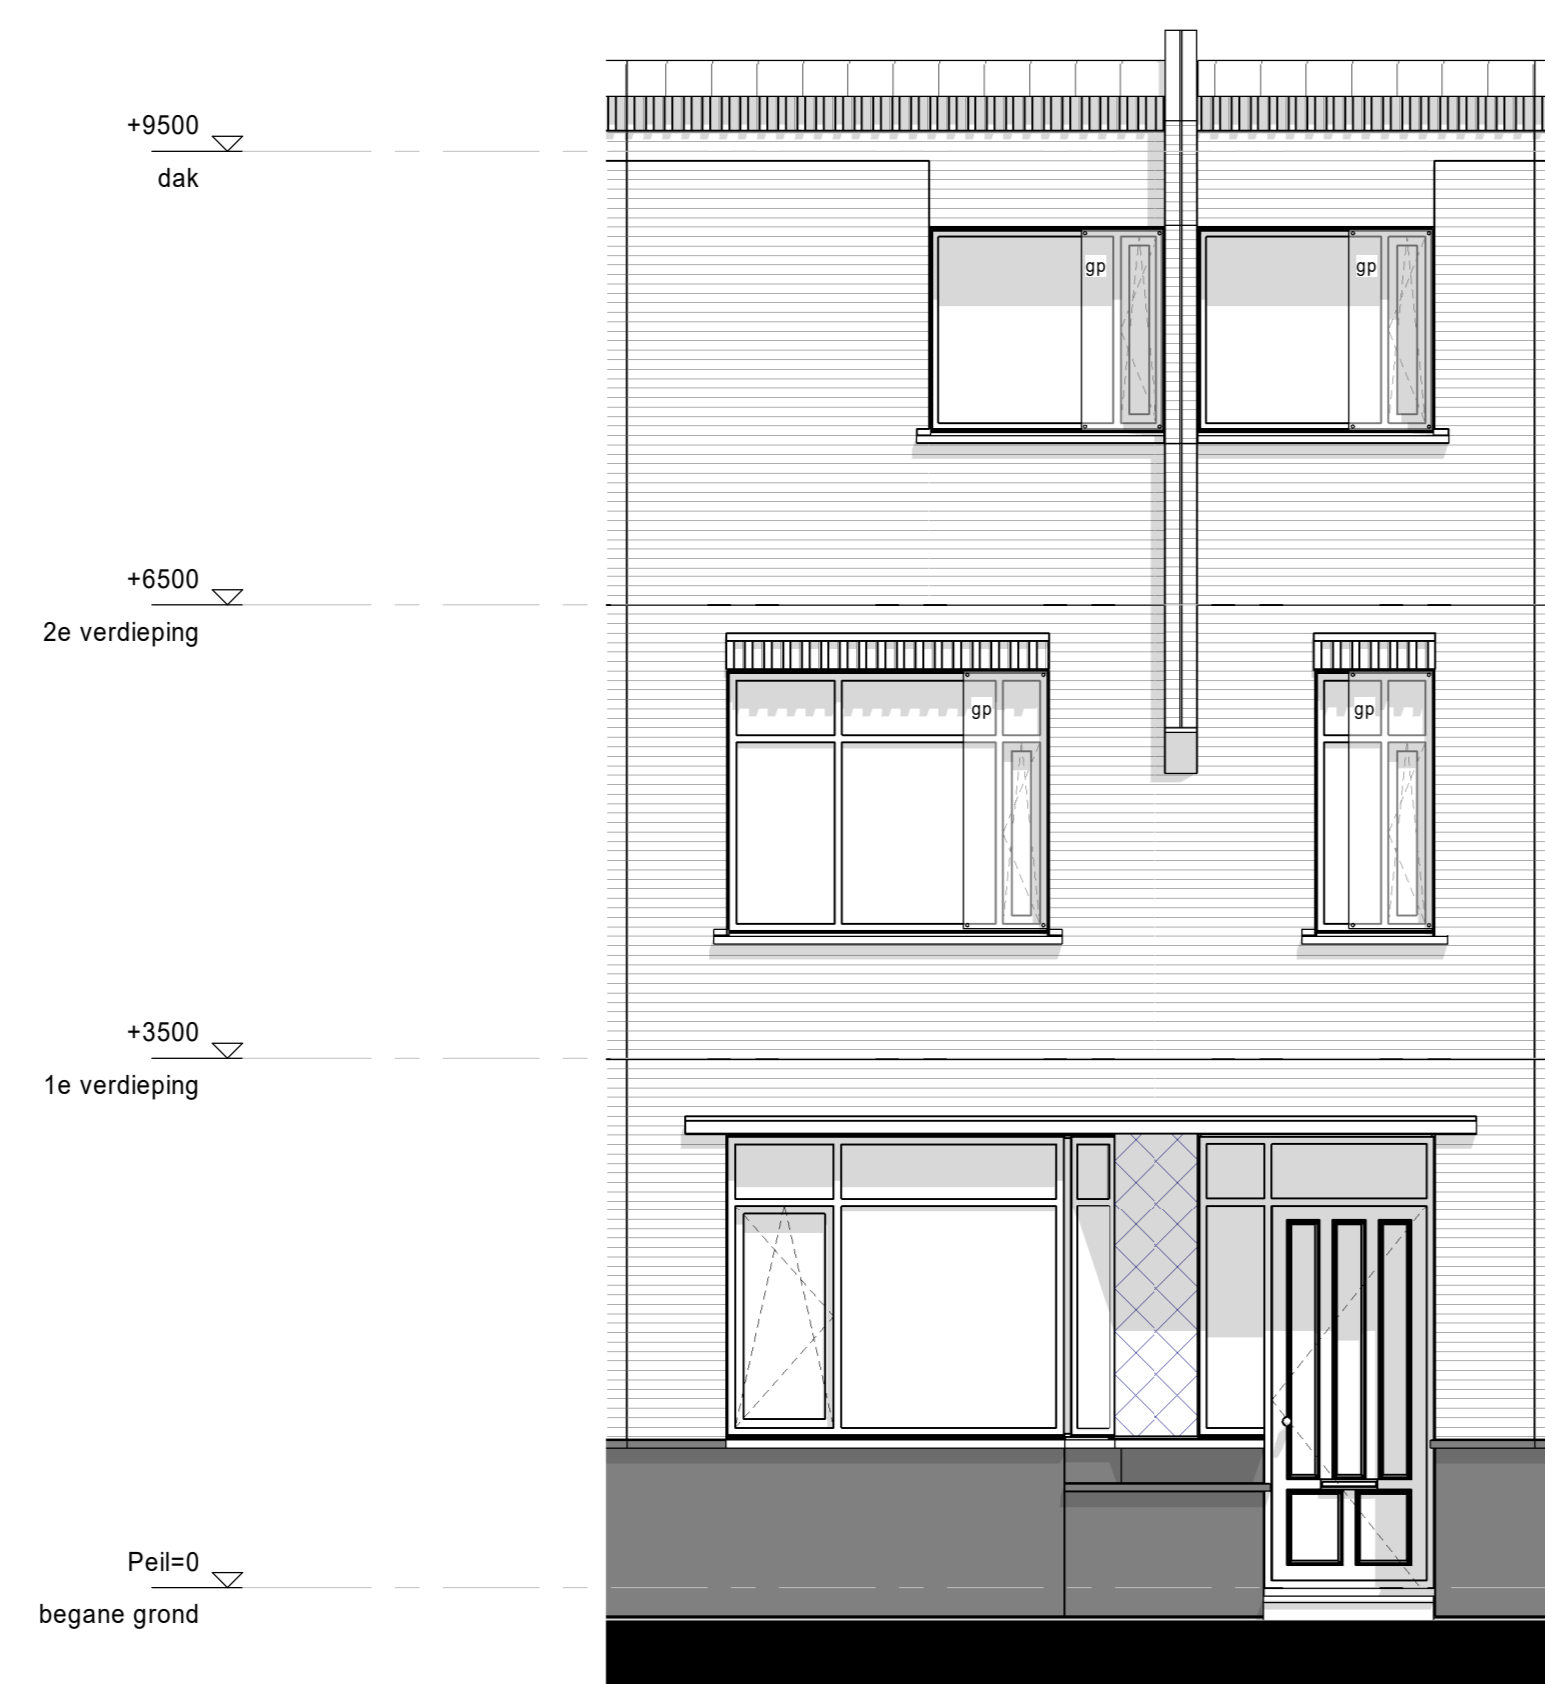 +9500
dak
gp
gp
+6500
2e verdieping
gp
gp
+3500
1e verdieping
Peil=0
begane grond